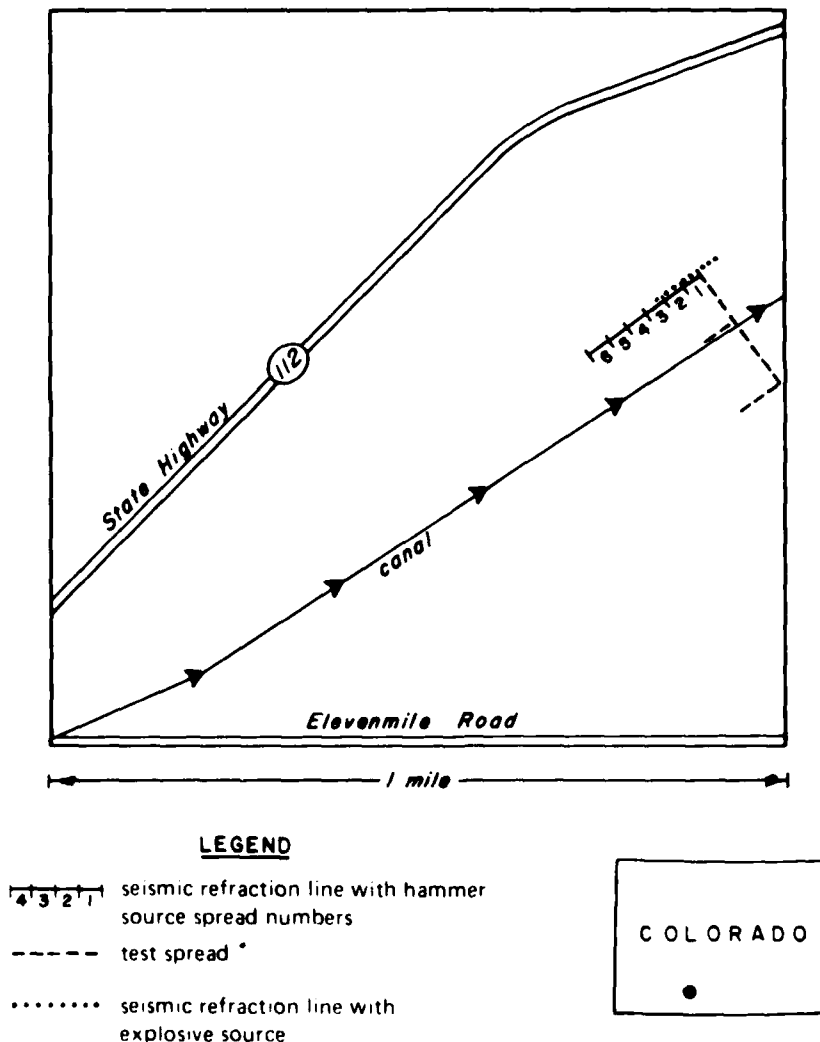 112
State Highway
6 5 4 3 2 1
canal
Elevenmile Road
1 mile
LEGEND
4 3 2 1 seismic refraction line with hammer
source spread numbers
test spread *
seismic refraction line with
explosive source
COLORADO